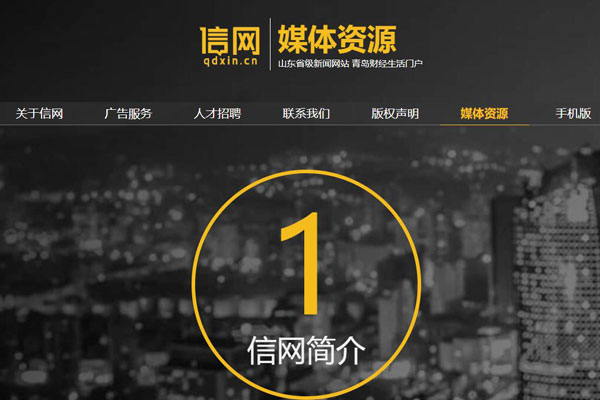 信网
qdxin.cn
媒体资源
山东省级新闻网站 青岛财经生活门户
关于信网 广告服务 人才招聘 联系我们 版权声明 媒体资源 手机版
1
信网简介